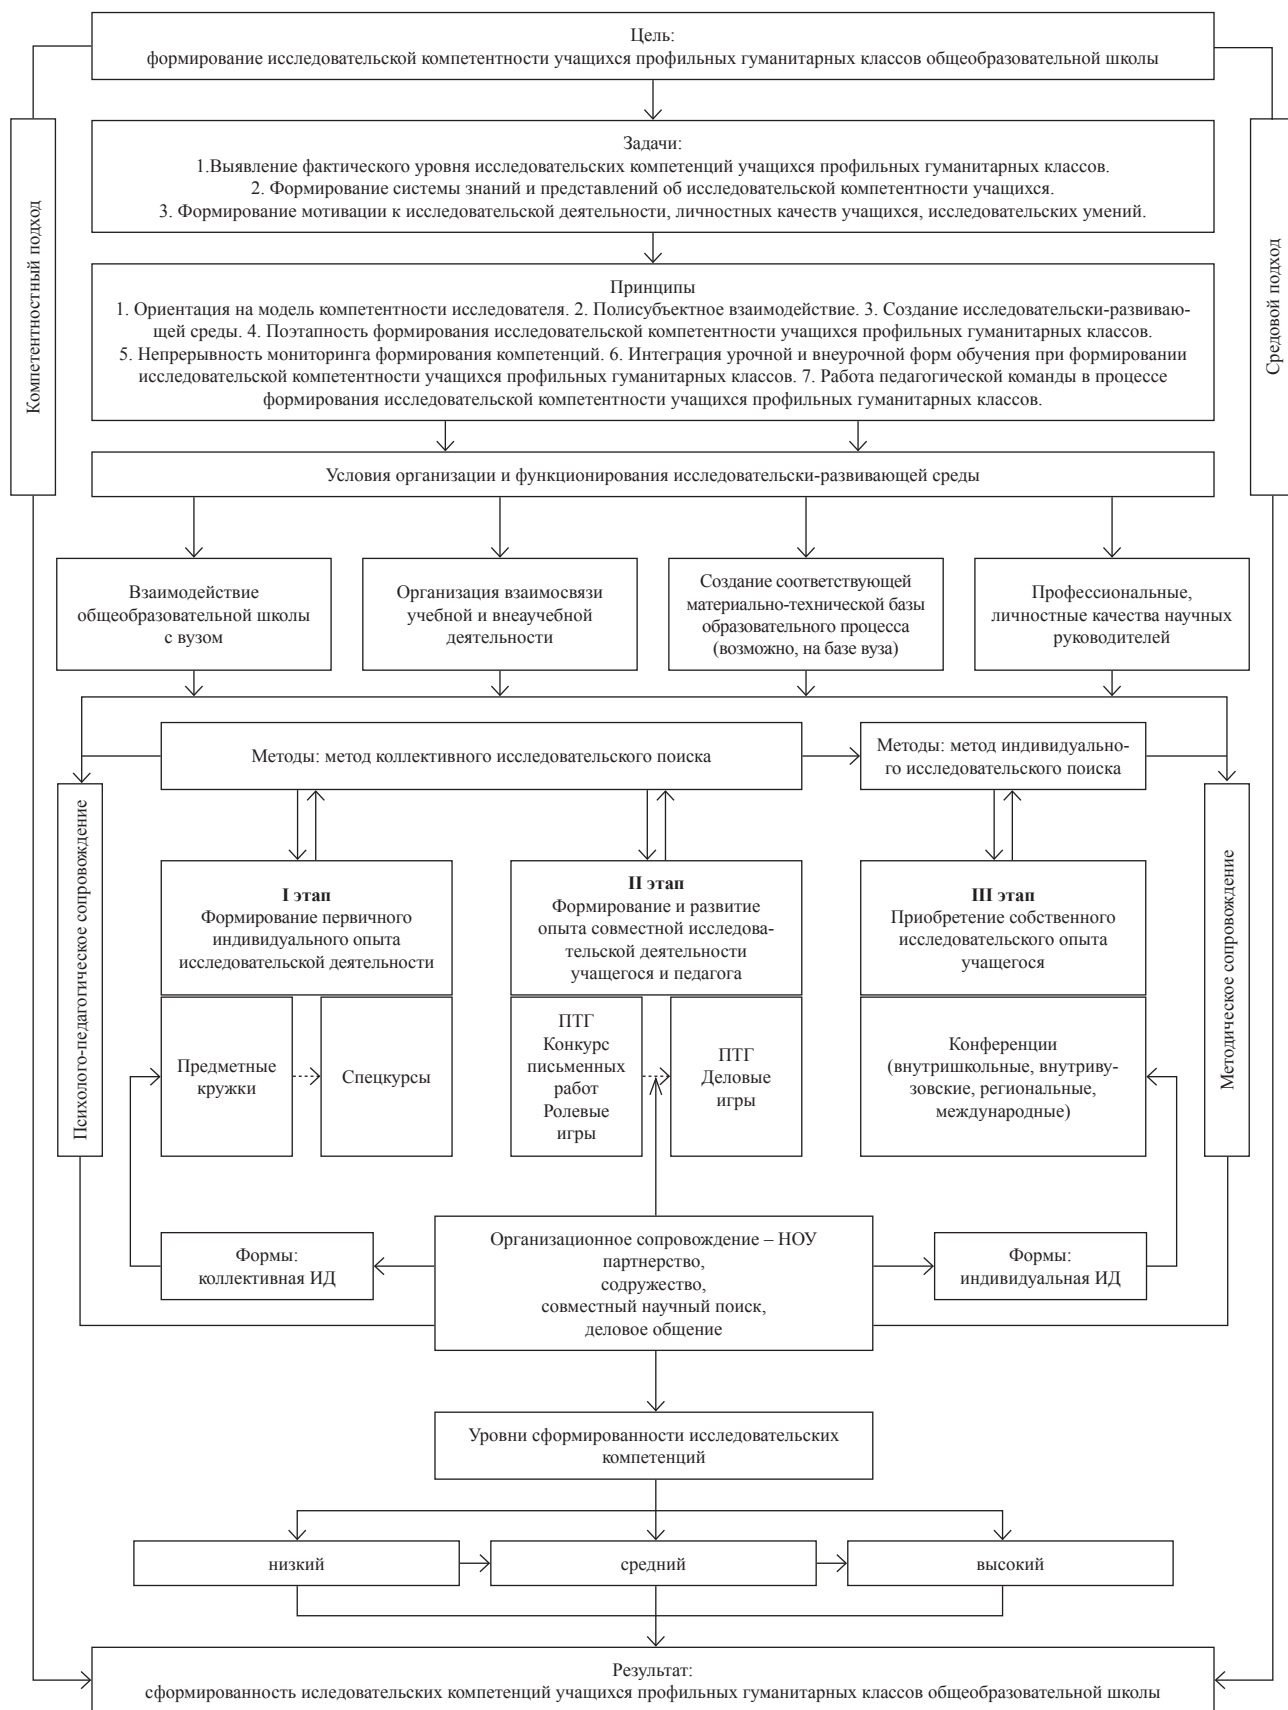 Цель:
формирование исследовательской компетентности учащихся профильных гуманитарных классов общеобразовательной школы
Компетентностный подход
Средовой подход
Задачи:
1.Выявление фактического уровня исследовательских компетенций учащихся профильных гуманитарных классов.
2. Формирование системы знаний и представлений об исследовательской компетентности учащихся.
3. Формирование мотивации к исследовательской деятельности, личностных качеств учащихся, исследовательских умений.
Принципы
1. Ориентация на модель компетентности исследователя. 2. Полисубъектное взаимодействие. 3. Создание исследовательски-развиваю-
щей среды. 4. Поэтапность формирования исследовательской компетентности учащихся профильных гуманитарных классов.
5. Непрерывность мониторинга формирования компетенций. 6. Интеграция урочной и внеурочной форм обучения при формировании
исследовательской компетентности учащихся профильных гуманитарных классов. 7. Работа педагогической команды в процессе
формирования исследовательской компетентности учащихся профильных гуманитарных классов.
Условия организации и функционирования исследовательски-развивающей среды
Взаимодействие
общеобразовательной школы
с вузом
Организация взаимосвязи
учебной и внеаучебной
деятельности
Создание соответствующей
материально-технической базы
образовательного процесса
(возможно, на базе вуза)
Профессиональные,
личностные качества научных
руководителей
Методы: метод коллективного исследовательского поиска
Методы: метод индивидуально-
го исследовательского поиска
Психолого-педагогическое сопровождение
Методическое сопровождение
I этап
Формирование первичного
индивидуального опыта
исследовательской деятельности
II этап
Формирование и развитие
опыта совместной исследова-
тельской деятельности
учащегося и педагога
III этап
Приобретение собственного
исследовательского опыта
учащегося
Предметные
кружки
Спецкурсы
ПТГ
Конкурс
письменных
работ
Ролевые
игры
ПТГ
Деловые
игры
Конференции
(внутришкольные, внутриву-
зовские, региональные,
международные)
Формы:
коллективная ИД
Организационное сопровождение – НОУ
партнерство,
содружество,
совместный научный поиск,
деловое общение
Формы:
индивидуальная ИД
Уровни сформированности исследовательских
компетенций
низкий
средний
высокий
Результат:
сформированность иследовательских компетенций учащихся профильных гуманитарных классов общеобразовательной школы